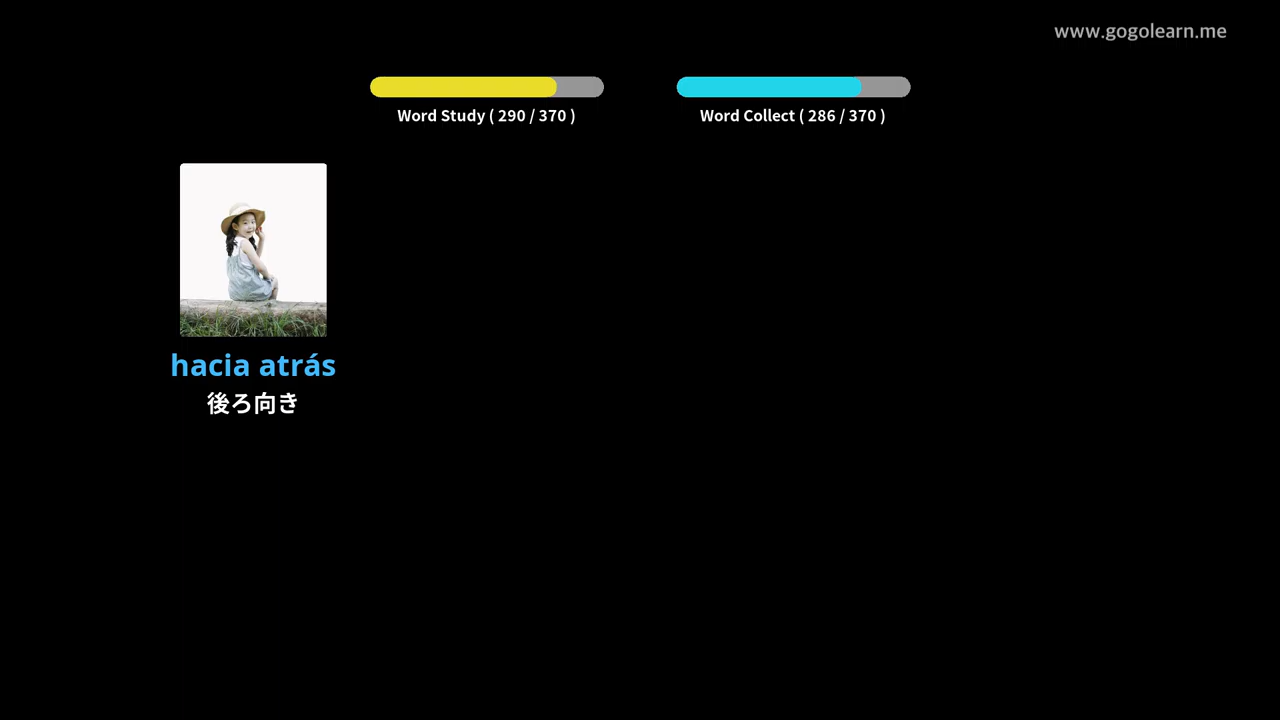 www.gogolearn.me
Word Study ( 290 / 370 )
Word Collect ( 286 / 370 )
hacia atrás
後ろ向き